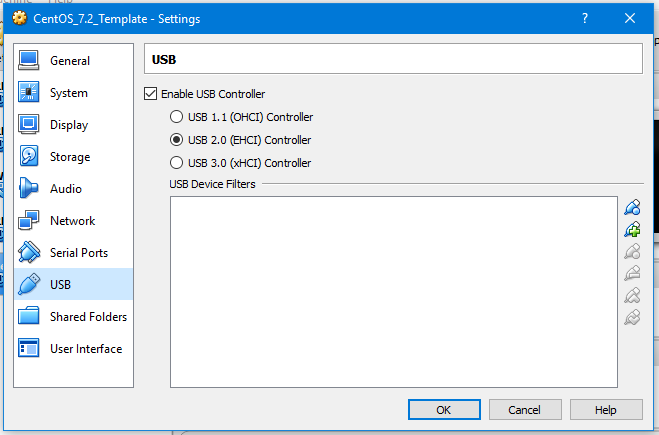 CentOS_7.2_Template - Settings
?
General
System
Display
Storage
Audio
Network
Serial Ports
USB
Shared Folders
User Interface
USB
Enable USB Controller
USB 1.1 (OHCI) Controller
USB 2.0 (EHCI) Controller
USB 3.0 (xHCI) Controller
USB Device Filters
OK
Cancel
Help